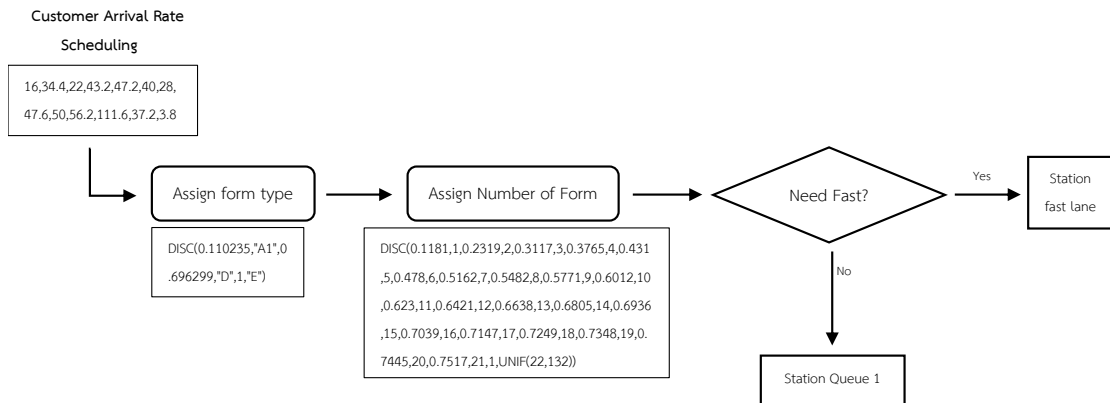 Customer Arrival Rate
Scheduling
16,34.4,22,43.2,47.2,40,28,
47.6,50,56.2,111.6,37.2,3.8
Assign form type
DISC(0.110235,"A1",0
.696299,"D",1,"E")
Assign Number of Form
DISC(0.1181,1,0.2319,2,0.3117,3,0.3765,4,0.431
,5,0.478,6,0.5162,7,0.5482,8,0.5771,9,0.6012,10
,0.623,11,0.6421,12,0.6638,13,0.6805,14,0.6936
,15,0.7039,16,0.7147,17,0.7249,18,0.7348,19,0.
7445,20,0.7517,21,1,UNIF(22,132))
Need Fast?
Yes
Station
fast lane
No
Station Queue 1